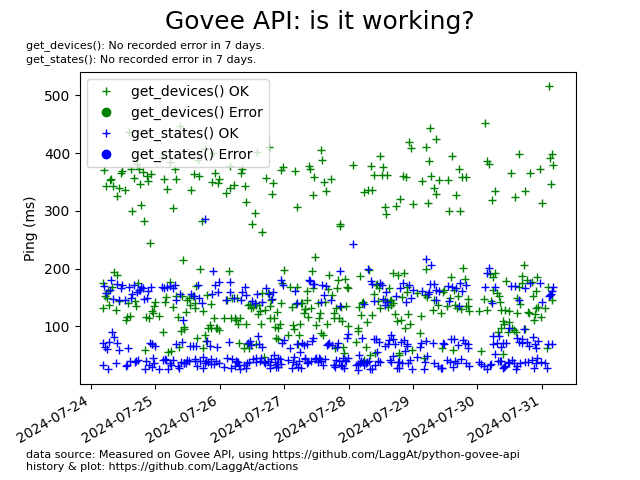 Govee API: is it working?
get_devices(): No recorded error in 7 days.
get_states(): No recorded error in 7 days.
get_devices() OK
get_devices() Error
get_states() OK
get_states() Error
Ping (ms)
500
400
300
200
100
2024-07-24
2024-07-25
2024-07-26
2024-07-27
2024-07-28
2024-07-29
2024-07-30
2024-07-31
data source: Measured on Govee API, using https://github.com/LaggAt/python-govee-api
history & plot: https://github.com/LaggAt/actions